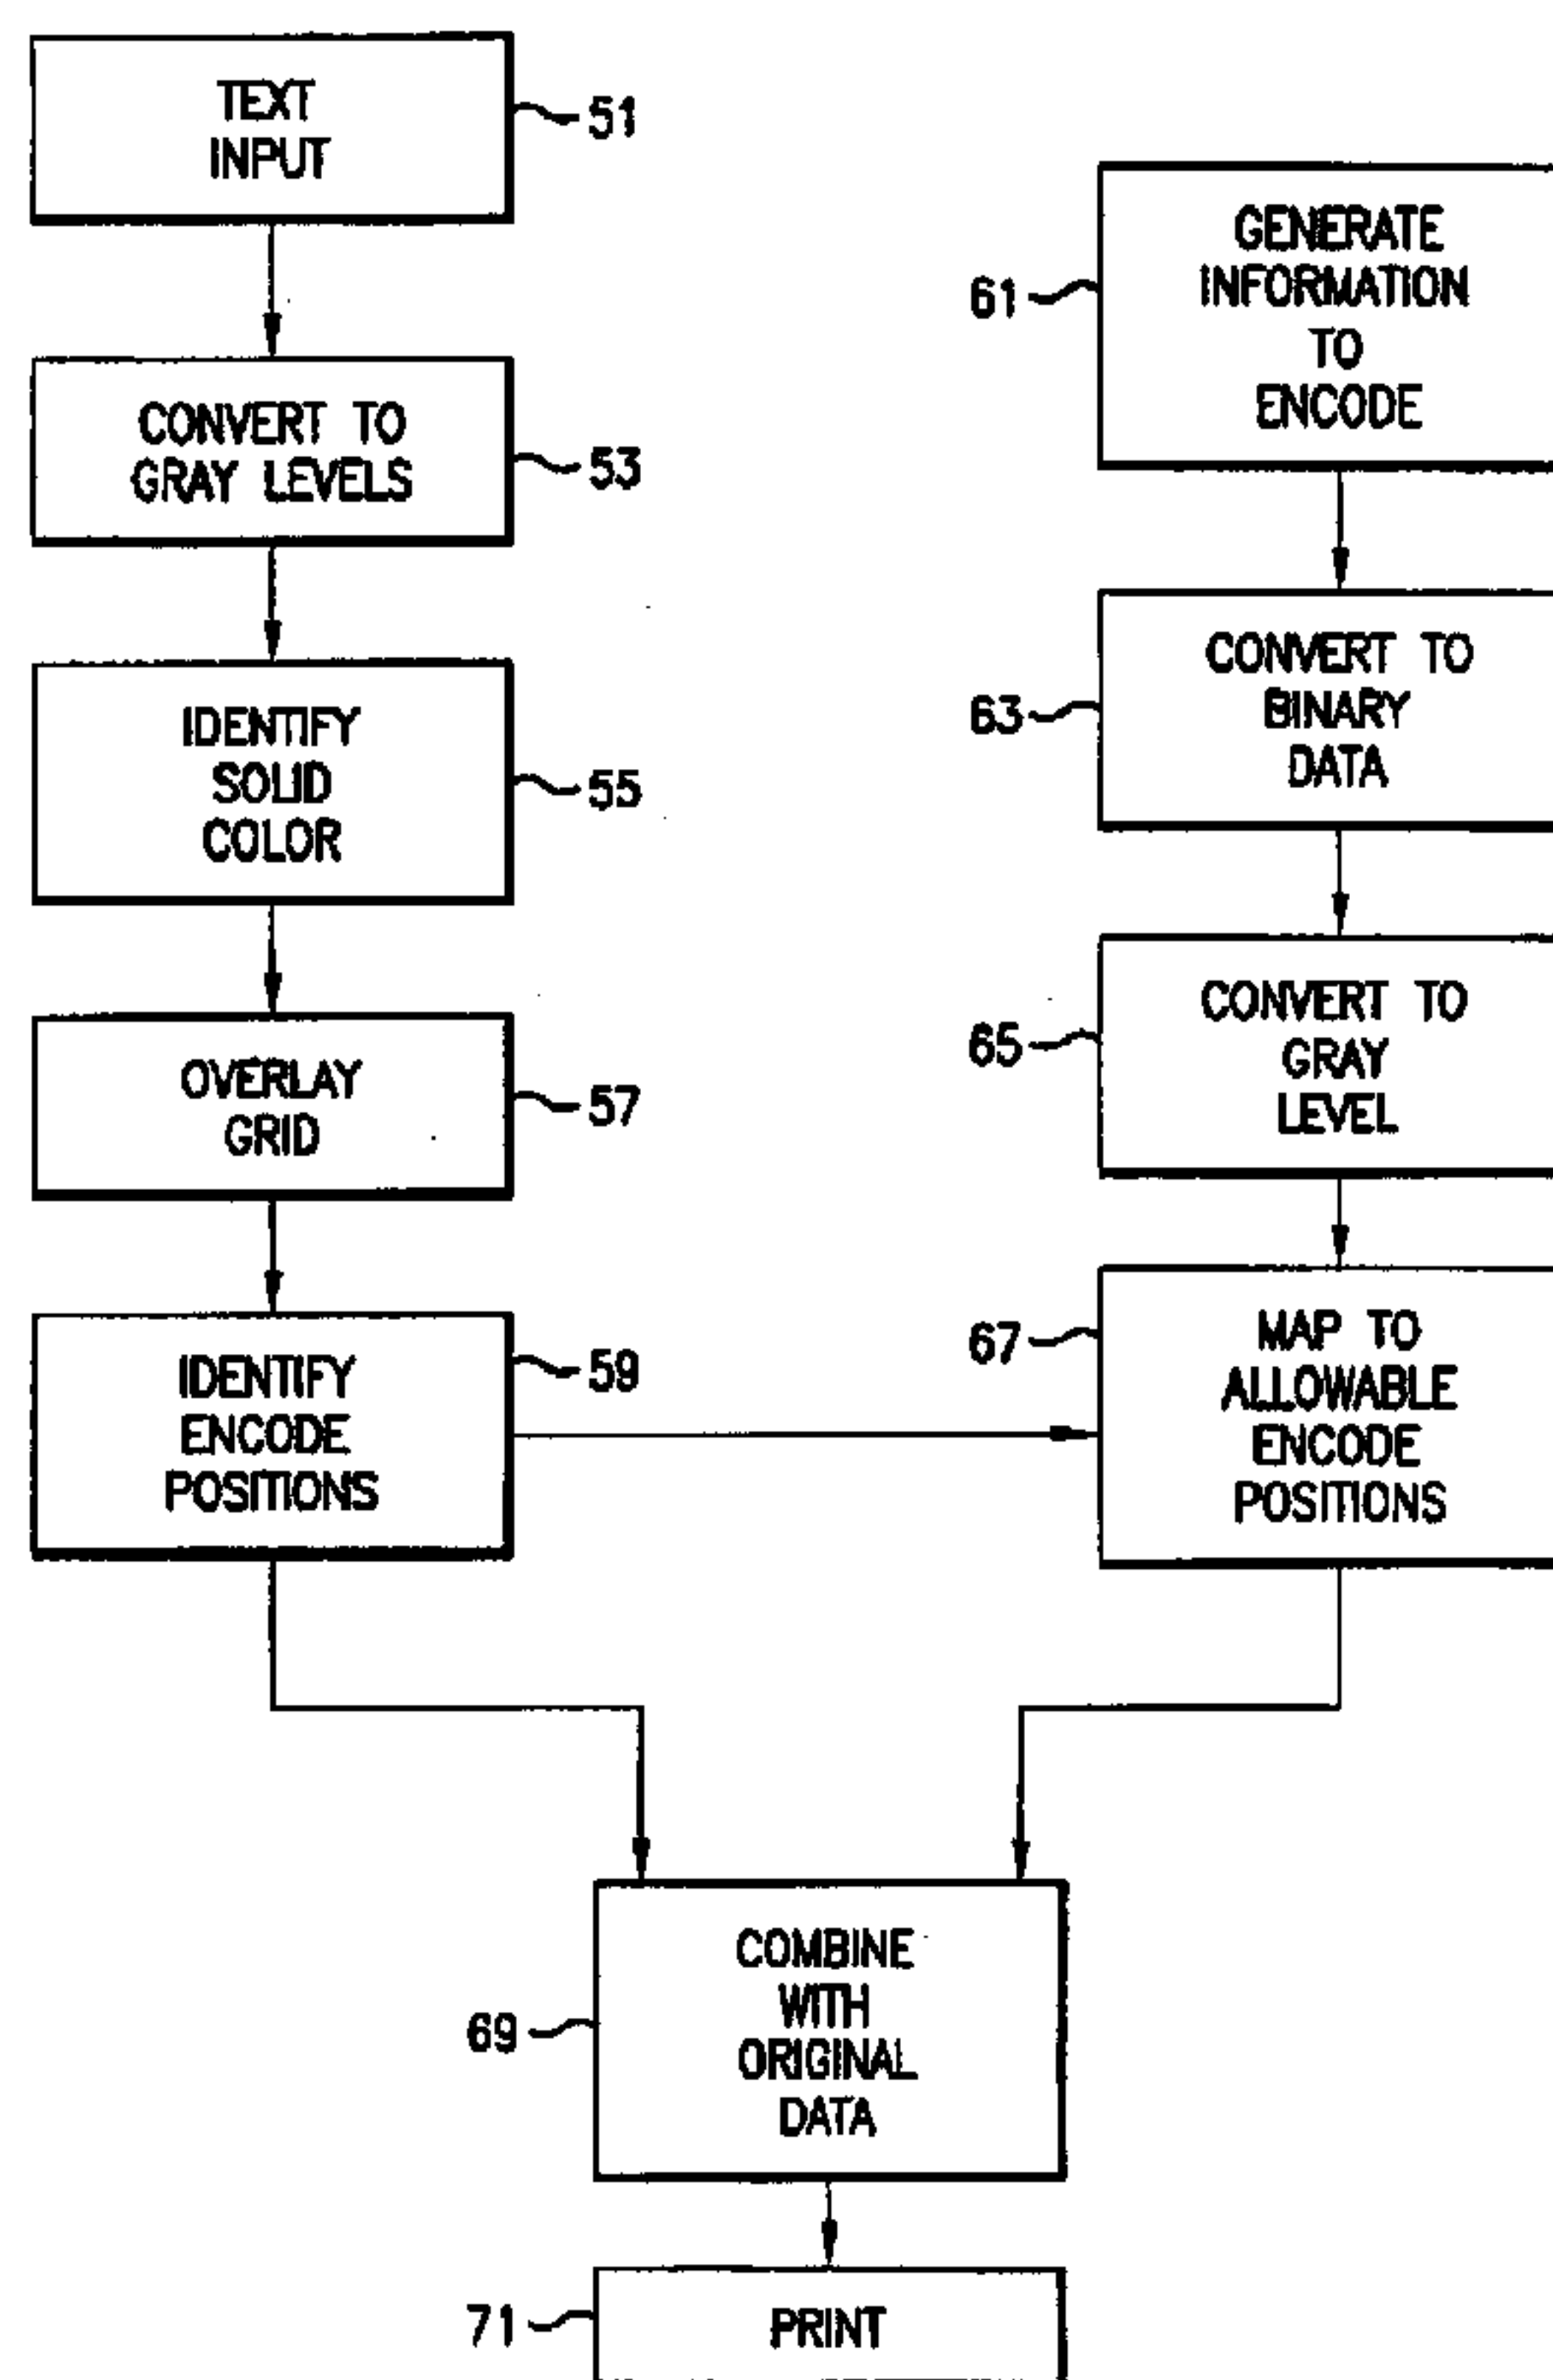 TEXT
INPUT
51
CONVERT TO
GRAY LEVELS
53
IDENTIFY
SOLID
COLOR
55
OVERLAY
GRID
57
IDENTIFY
ENCODE
POSITIONS
59
61
GENERATE
INFORMATION
TO
ENCODE
63
CONVERT TO
BINARY
DATA
65
CONVERT TO
GRAY
LEVEL
67
MAP TO
ALLOWABLE
ENCODE
POSITIONS
69
COMBINE
WITH
ORIGINAL
DATA
71
PRINT